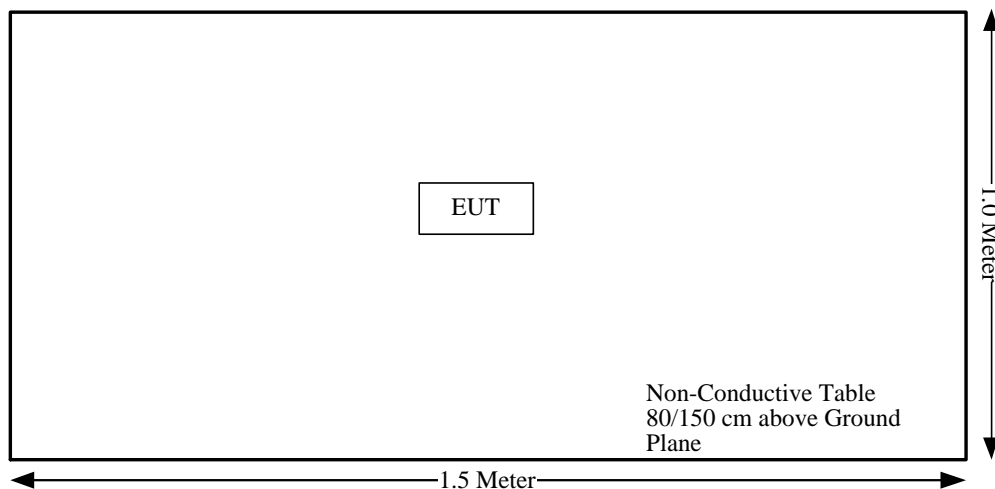 EUT
1.0 Meter
Non-Conductive Table
80/150 cm above Ground
Plane
1.5 Meter